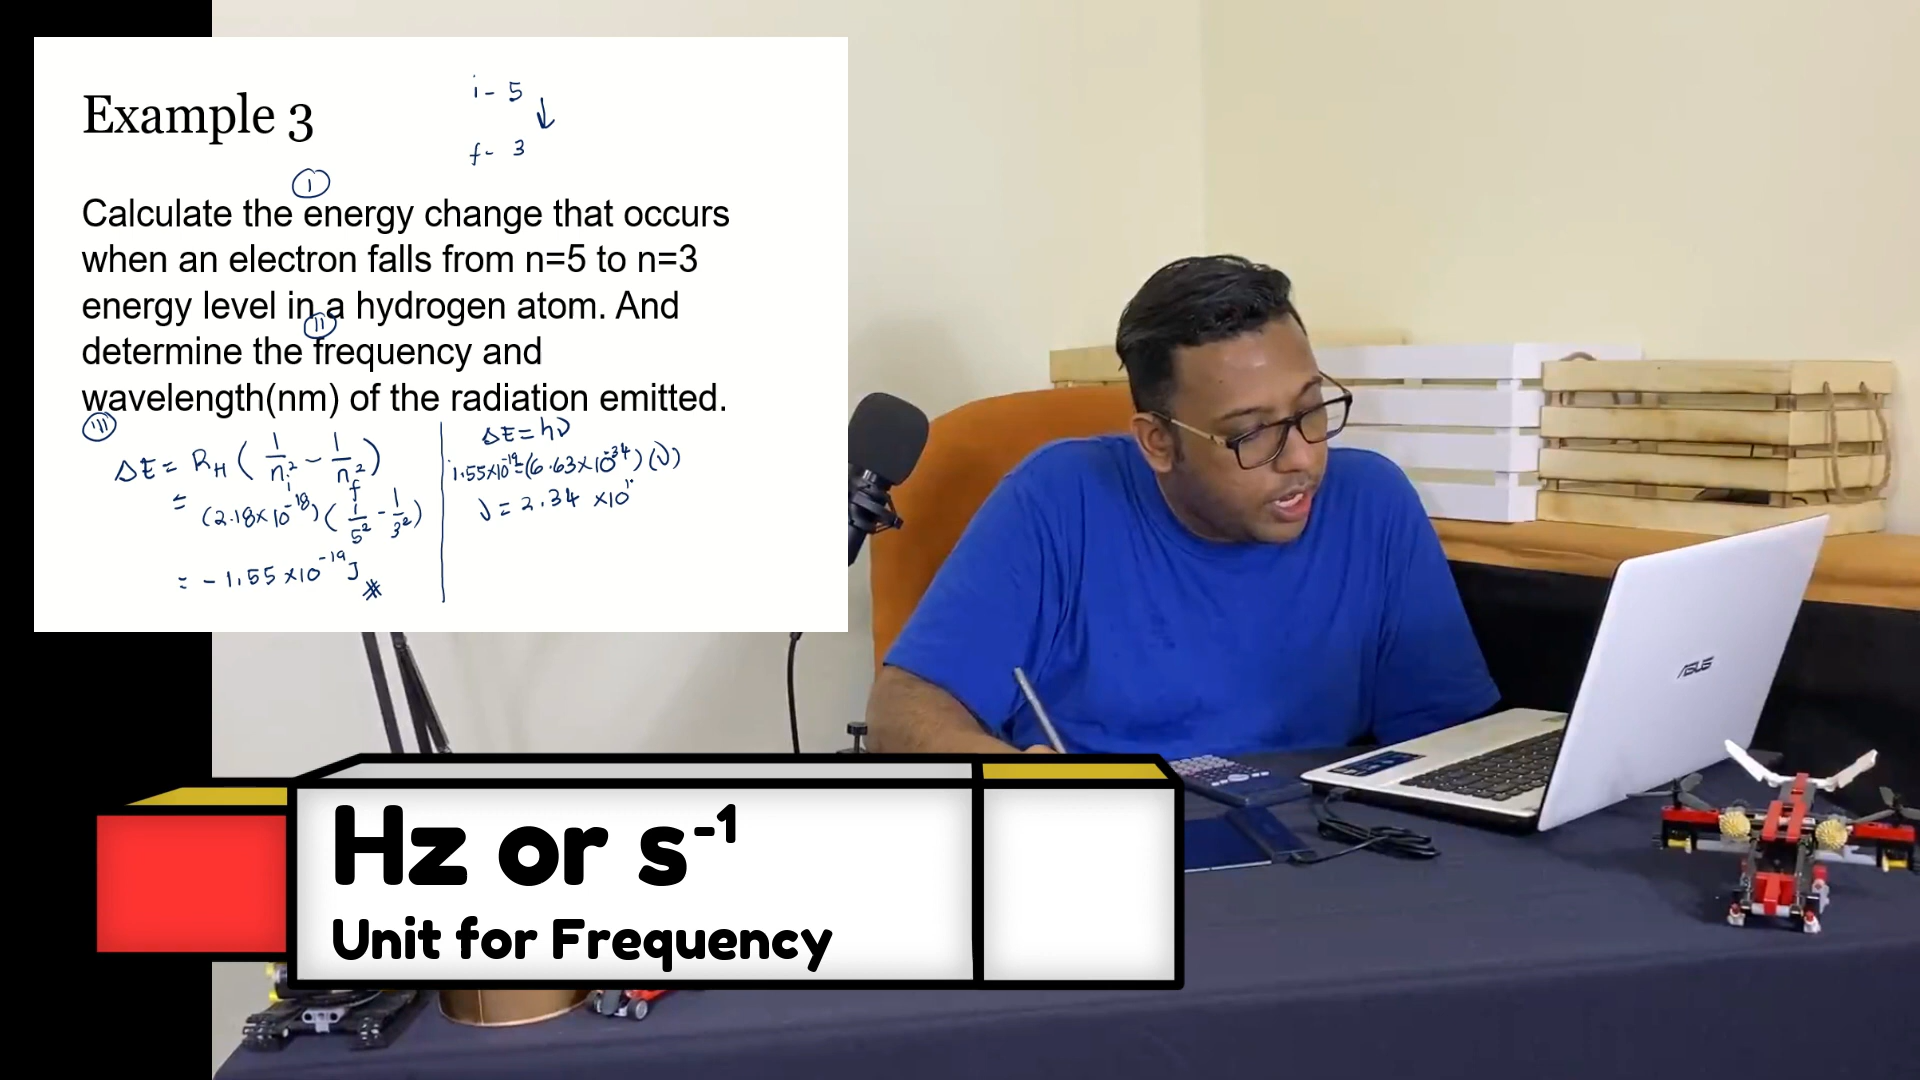 i - 5
Example 3
f - 3
I
Calculate the energy change that occurs
when an electron falls from n=5 to n=3
energy level in a hydrogen atom. And
II
determine the frequency and
wavelength(nm) of the radiation emitted.
III
ΔE = R_H ( 1/n_i² - 1/n_f² )
= (2.18×10⁻¹⁸) ( 1/5² - 1/3² )
= - 1.55 ×10⁻¹⁹ J
ΔE = hν
1.55×10⁻¹⁹ = (6.63×10⁻³⁴) (ν)
ν = 2.34 ×10
ASUS
Hz or s⁻¹
Unit for Frequency